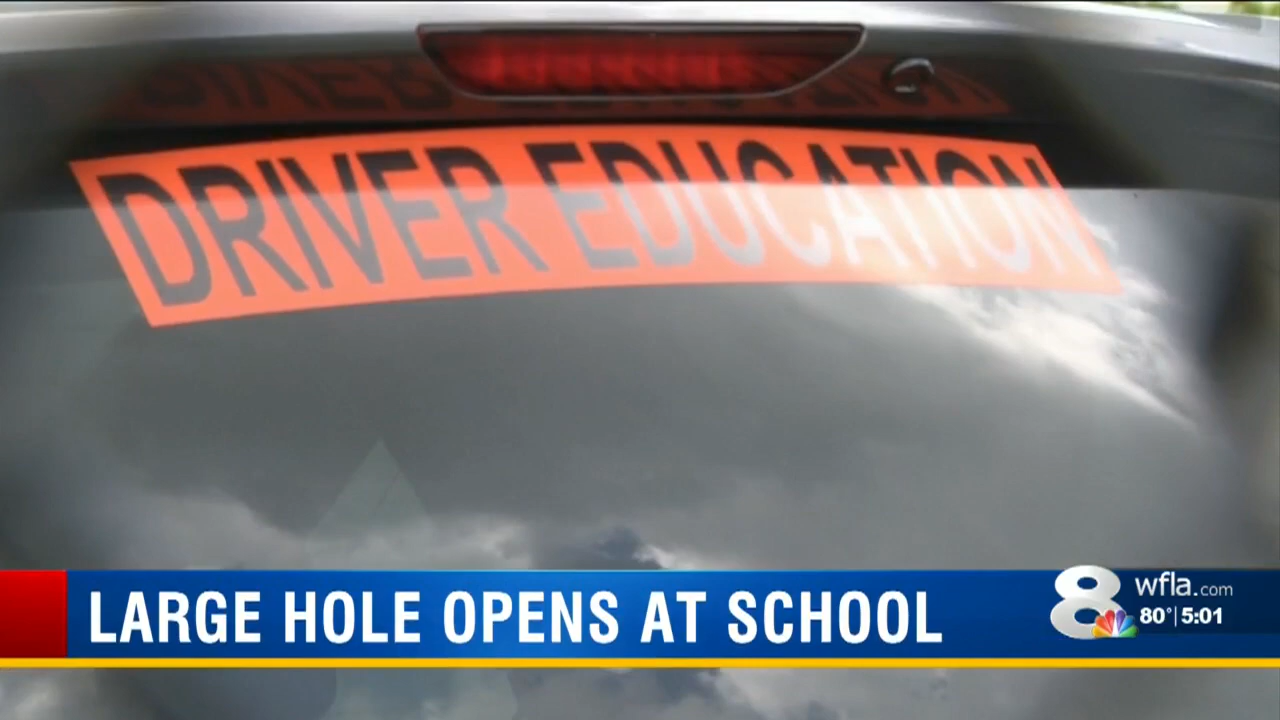 DRIVER EDUCATION
LARGE HOLE OPENS AT SCHOOL
8
wfla.com
80° | 5:01